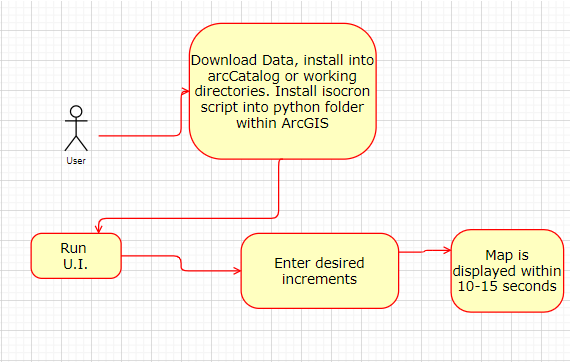 Download Data, install into
arcCatalog or working
directories. Install isocron
script into python folder
within ArcGIS
User
Run
U.I.
Enter desired
increments
Map is
displayed within
10-15 seconds